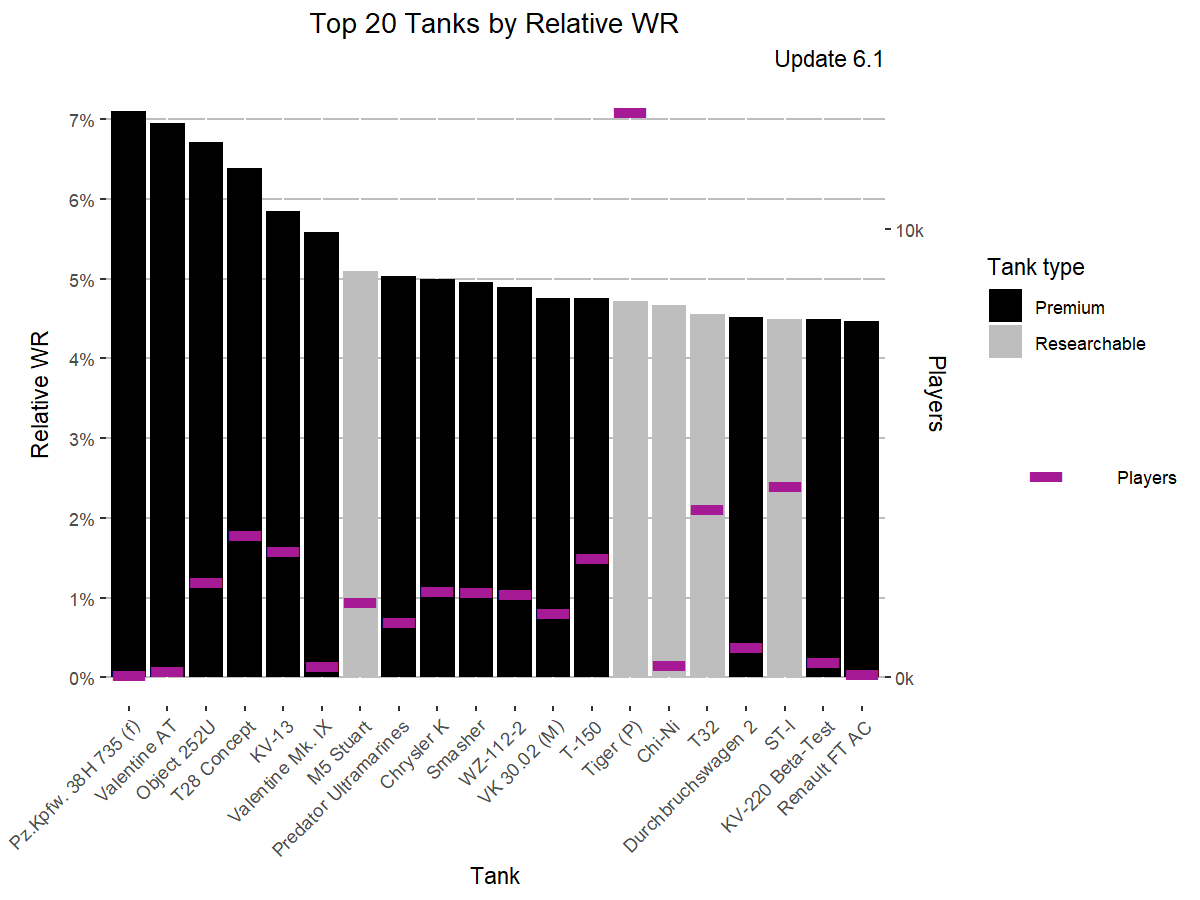 Top 20 Tanks by Relative WR
Update 6.1
Relative WR
7%
6%
5%
4%
3%
2%
1%
0%
10k
0k
Players
Pz.Kpfw. 38H 735 (f)
Valentine AT
Object 252U
T28 Concept
KV-13
Valentine Mk. IX
M5 Stuart
Predator Ultramarines
Chrysler K
Smasher
WZ-112-2
VK 30.02 (M)
T-150
Tiger (P)
Chi-Ni
T32
Durchbruchswagen 2
ST-I
KV-220 Beta-Test
Renault FT AC
Tank
Tank type
Premium
Researchable
Players